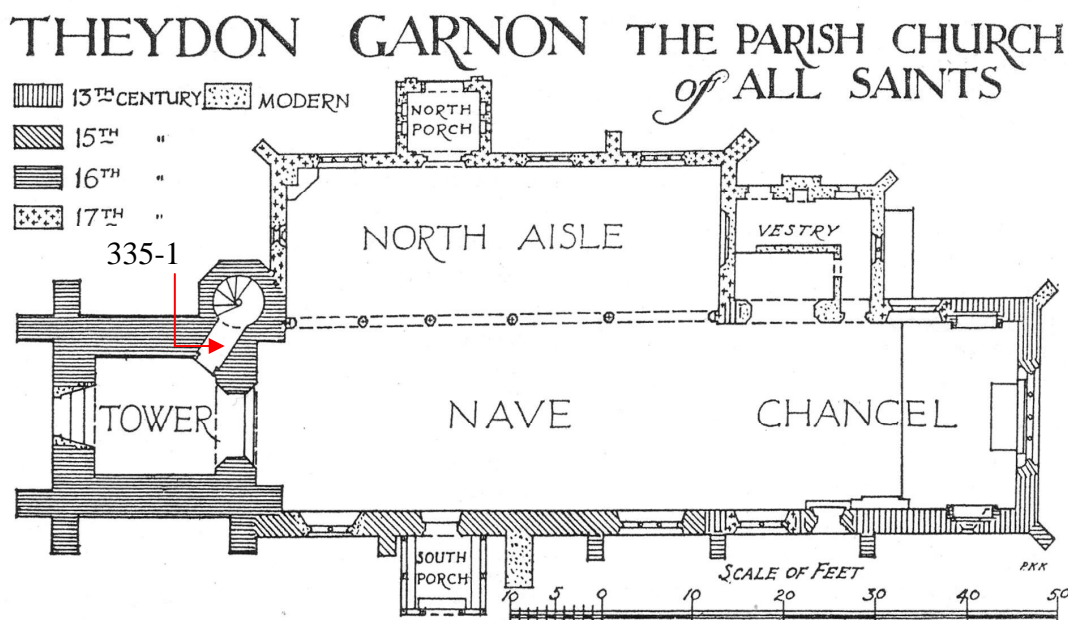 THEYDON GARNON THE PARISH CHURCH
of ALL SAINTS
13TH CENTURY
MODERN
15TH "
16TH "
17TH "
335-1
NORTH
PORCH
NORTH AISLE
VESTRY
TOWER
NAVE
CHANCEL
SOUTH
PORCH
SCALE OF FEET
P.K.K
10 5 0 10 20 30 40 50